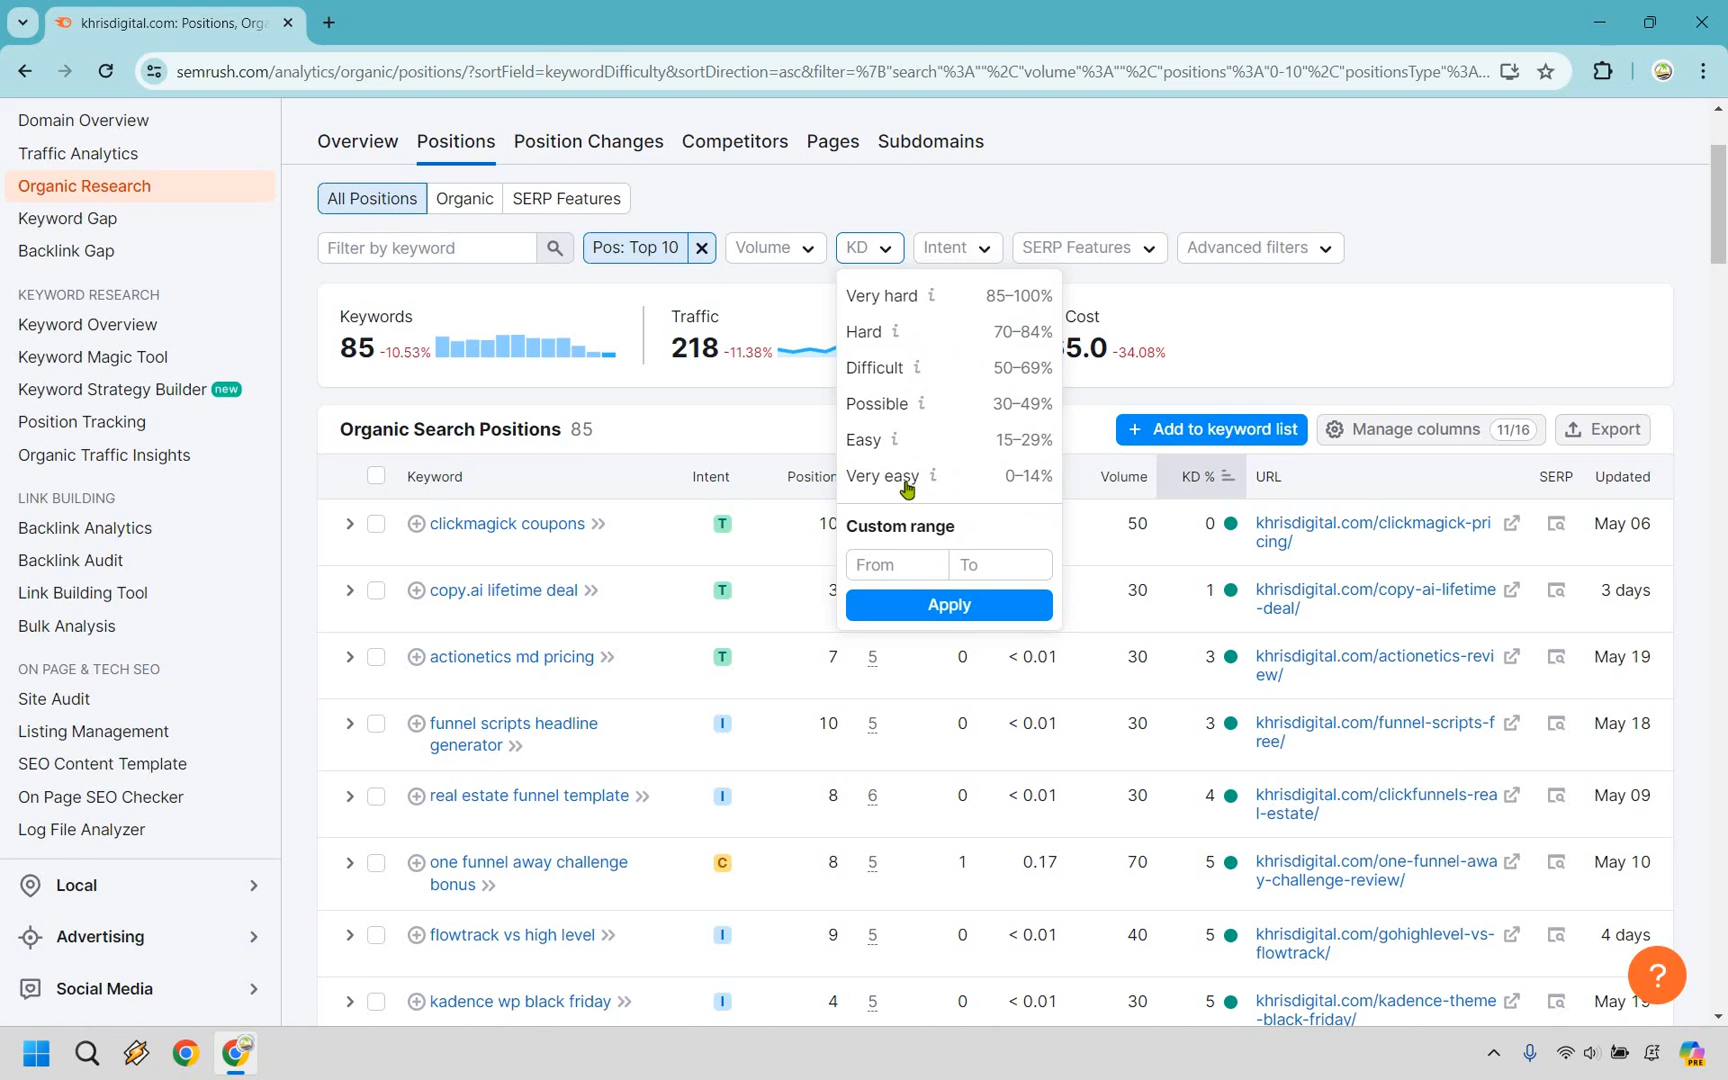 khrisdigital.com: Positions, Orga
semrush.com/analytics/organic/positions/?sortField=keywordDifficulty&sortDirection=asc&filter=%7B"search"%3A""%2C"volume"%3A""%2C"positions"%3A"0-10"%2C"positionsType"%3A...
Domain Overview
Traffic Analytics
Organic Research
Keyword Gap
Backlink Gap
KEYWORD RESEARCH
Keyword Overview
Keyword Magic Tool
Keyword Strategy Builder new
Position Tracking
Organic Traffic Insights
LINK BUILDING
Backlink Analytics
Backlink Audit
Link Building Tool
Bulk Analysis
ON PAGE & TECH SEO
Site Audit
Listing Management
SEO Content Template
On Page SEO Checker
Log File Analyzer
Local
Advertising
Social Media
Overview Positions Position Changes Competitors Pages Subdomains
All Positions Organic SERP Features
Filter by keyword Pos: Top 10 Volume KD Intent SERP Features Advanced filters
Keywords
85 -10.53%
Traffic
218 -11.38%
Cost
5.0 -34.08%
Very hard i 85–100%
Hard i 70–84%
Difficult i 50–69%
Possible i 30–49%
Easy i 15–29%
Very easy i 0–14%
Custom range
From To
Apply
Organic Search Positions 85
+ Add to keyword list Manage columns 11/16 Export
Keyword Intent Position Volume KD % URL SERP Updated
clickmagick coupons T 10 50 0 khrisdigital.com/clickmagick-pri May 06
cing/
copy.ai lifetime deal T 3 30 1 khrisdigital.com/copy-ai-lifetime 3 days
-deal/
actionetics md pricing T 7 5 0 < 0.01 30 3 khrisdigital.com/actionetics-revi May 19
ew/
funnel scripts headline I 10 5 0 < 0.01 30 3 khrisdigital.com/funnel-scripts-f May 18
generator ree/
real estate funnel template I 8 6 0 < 0.01 30 4 khrisdigital.com/clickfunnels-rea May 09
l-estate/
one funnel away challenge C 8 5 1 0.17 70 5 khrisdigital.com/one-funnel-awa May 10
bonus y-challenge-review/
flowtrack vs high level I 9 5 0 < 0.01 40 5 khrisdigital.com/gohighlevel-vs- 4 days
flowtrack/
kadence wp black friday I 4 5 0 < 0.01 30 5 khrisdigital.com/kadence-theme May 1
-black-friday/
?
PRE